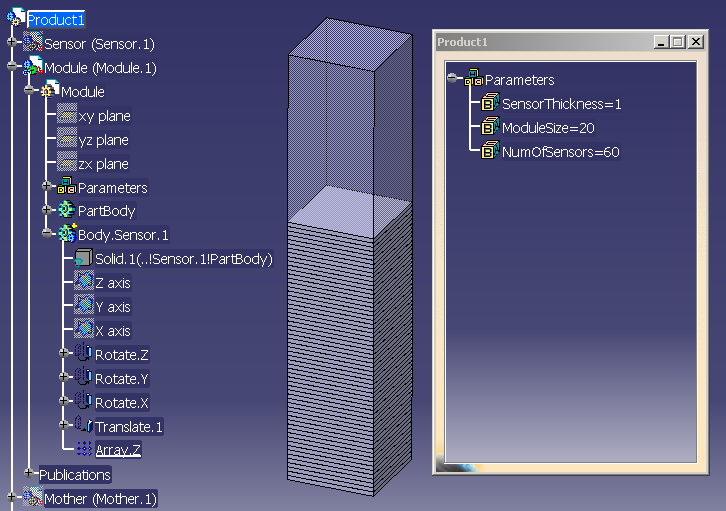 Product1
Sensor (Sensor.1)
Module (Module.1)
Module
xy plane
yz plane
zx plane
Parameters
PartBody
Body.Sensor.1
Solid.1(..!Sensor.1!PartBody)
Z axis
Y axis
X axis
Rotate.Z
Rotate.Y
Rotate.X
Translate.1
Array.Z
Publications
Mother (Mother.1)
Product1
Parameters
SensorThickness=1
ModuleSize=20
NumOfSensors=60